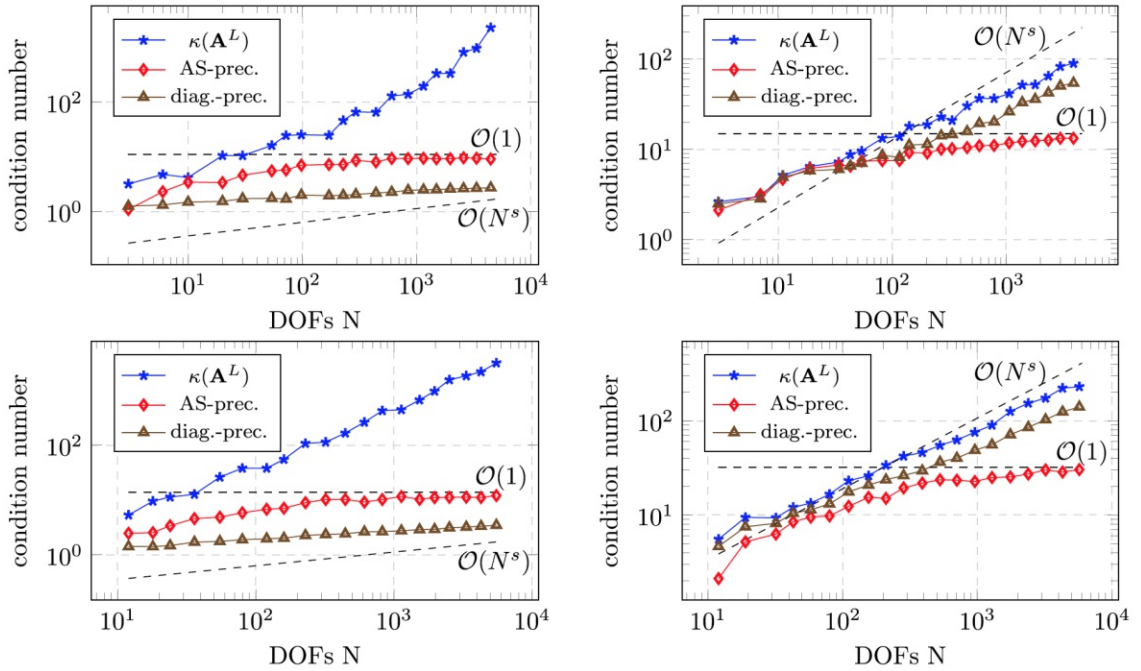 κ(𝐀^L)
AS-prec.
diag.-prec.
10^2
10^0
condition number
O(1)
O(N^s)
10^1 10^2 10^3 10^4
DOFs N
κ(𝐀^L)
AS-prec.
diag.-prec.
10^2
10^1
10^0
condition number
O(N^s)
O(1)
10^1 10^2 10^3
DOFs N
κ(𝐀^L)
AS-prec.
diag.-prec.
10^2
10^0
condition number
O(1)
O(N^s)
10^1 10^2 10^3 10^4
DOFs N
κ(𝐀^L)
AS-prec.
diag.-prec.
10^2
10^1
condition number
O(N^s)
O(1)
10^1 10^2 10^3 10^4
DOFs N